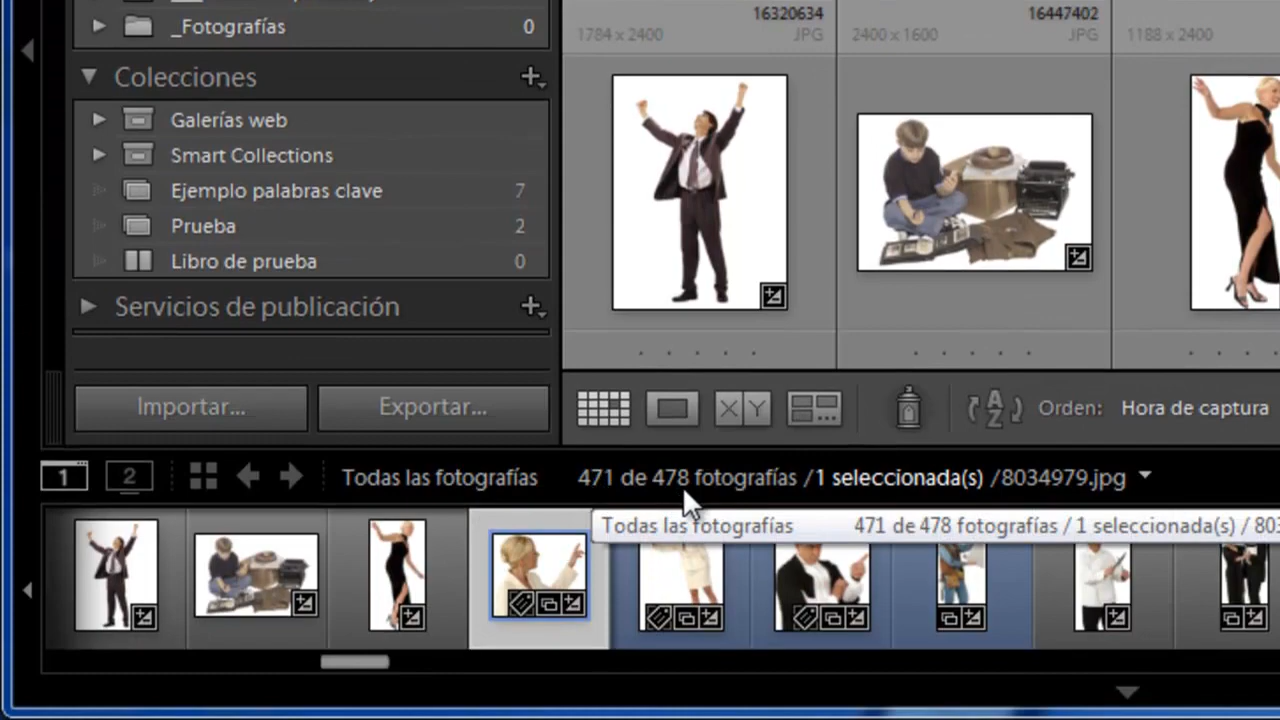 _Fotografías 0
Colecciones
Galerías web
Smart Collections
Ejemplo palabras clave 7
Prueba 2
Libro de prueba 0
Servicios de publicación
Importar... Exportar...
16320634
1784 x 2400 JPG
16447402
2400 x 1600 JPG
1188 x 2400
X Y
A
Z
Orden: Hora de captura
1 2 Todas las fotografías 471 de 478 fotografías /1 seleccionada(s) /8034979.jpg
Todas las fotografías 471 de 478 fotografías / 1 seleccionada(s) / 803